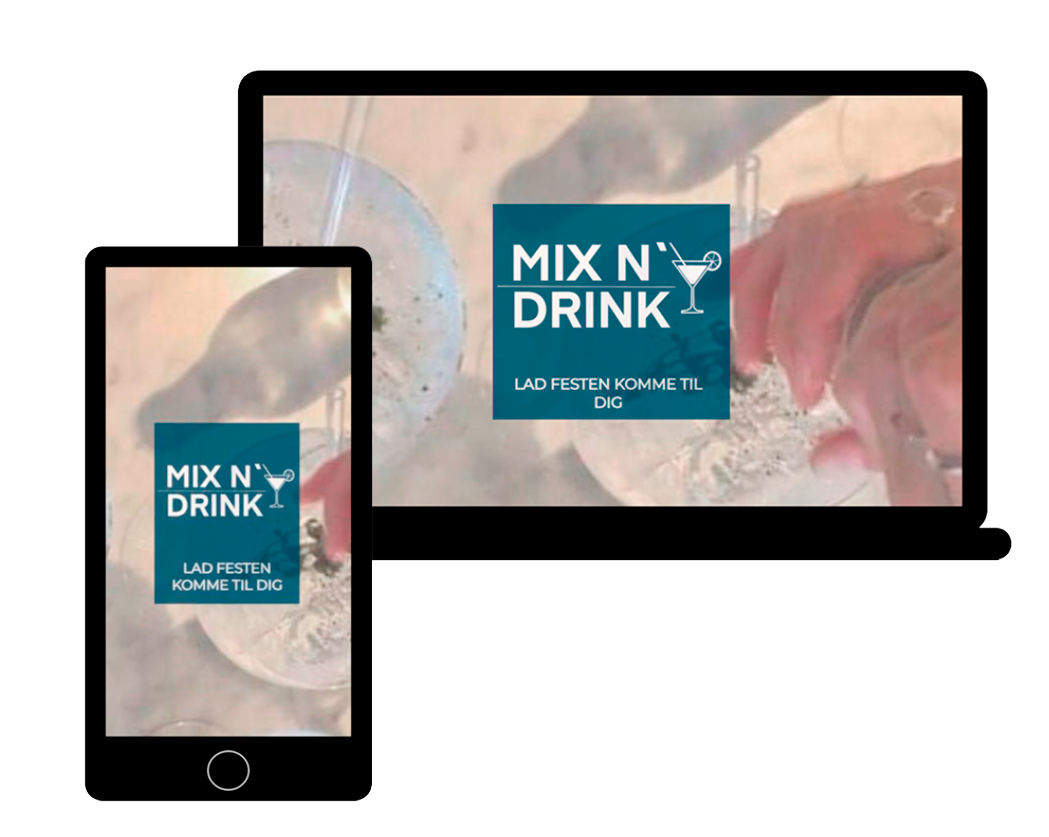 MIX N`
DRINK
LAD FESTEN KOMME TIL
DIG
MIX N`
DRINK
LAD FESTEN
KOMME TIL DIG